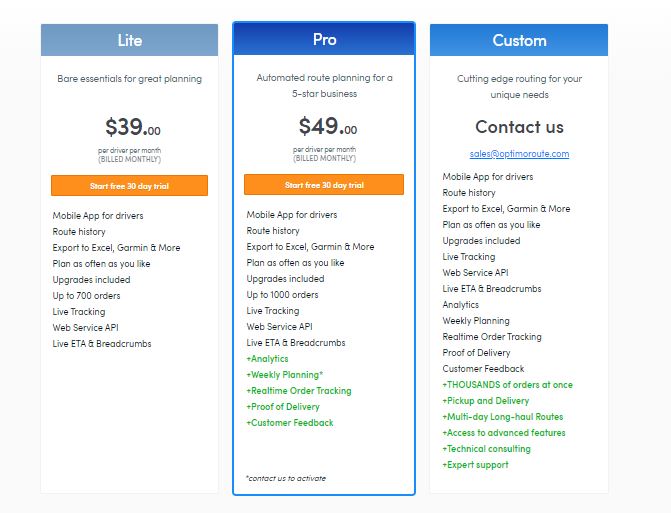 Lite
Bare essentials for great planning
$39.00
per driver per month
(BILLED MONTHLY)
Start free 30 day trial
Mobile App for drivers
Route history
Export to Excel, Garmin & More
Plan as often as you like
Upgrades included
Up to 700 orders
Live Tracking
Web Service API
Live ETA & Breadcrumbs
Pro
Automated route planning for a
5-star business
$49.00
per driver per month
(BILLED MONTHLY)
Start free 30 day trial
Mobile App for drivers
Route history
Export to Excel, Garmin & More
Plan as often as you like
Upgrades included
Up to 1000 orders
Live Tracking
Web Service API
Live ETA & Breadcrumbs
+Analytics
+Weekly Planning*
+Realtime Order Tracking
+Proof of Delivery
+Customer Feedback
*contact us to activate
Custom
Cutting edge routing for your
unique needs
Contact us
sales@optimoroute.com
Mobile App for drivers
Route history
Export to Excel, Garmin & More
Plan as often as you like
Upgrades included
Live Tracking
Web Service API
Live ETA & Breadcrumbs
Analytics
Weekly Planning
Realtime Order Tracking
Proof of Delivery
Customer Feedback
+THOUSANDS of orders at once
+Pickup and Delivery
+Multi-day Long-haul Routes
+Access to advanced features
+Technical consulting
+Expert support